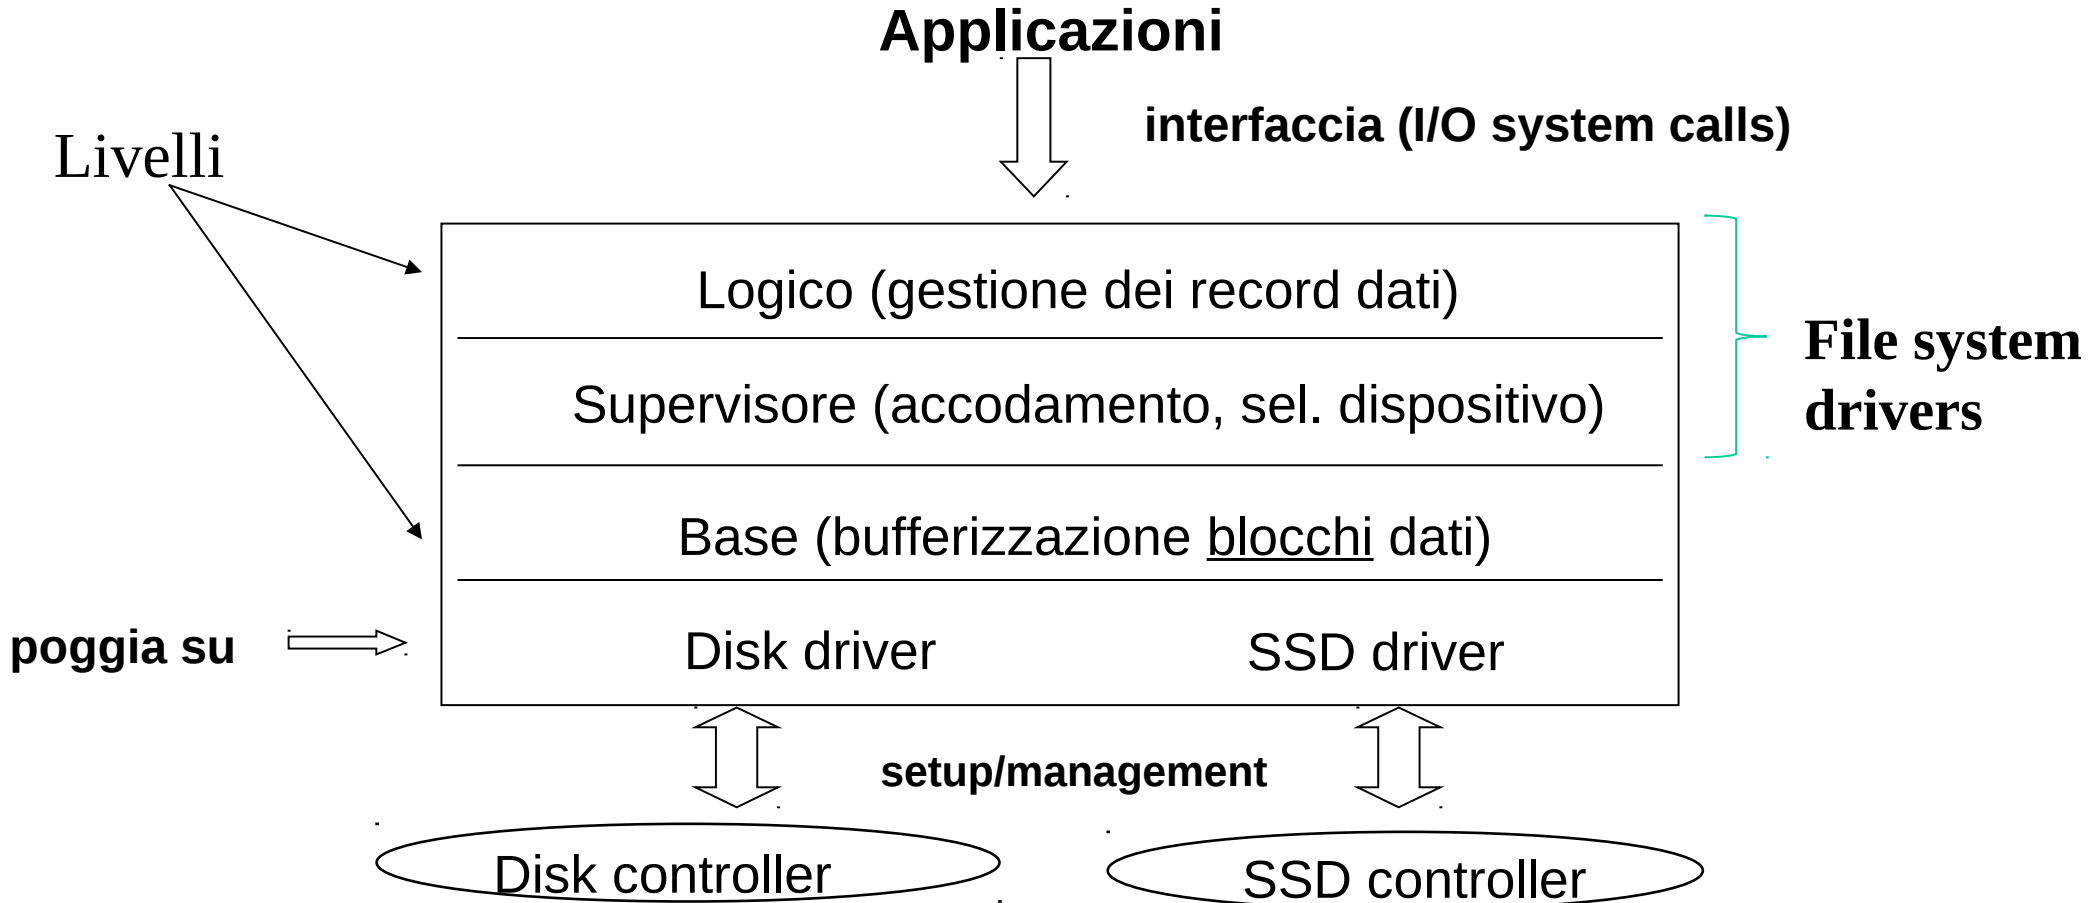 Applicazioni
interfaccia (I/O system calls)
Livelli
Logico (gestione dei record dati)
Supervisore (accodamento, sel. dispositivo)
File system
drivers
Base (bufferizzazione blocchi dati)
poggia su
Disk driver
SSD driver
setup/management
Disk controller
SSD controller